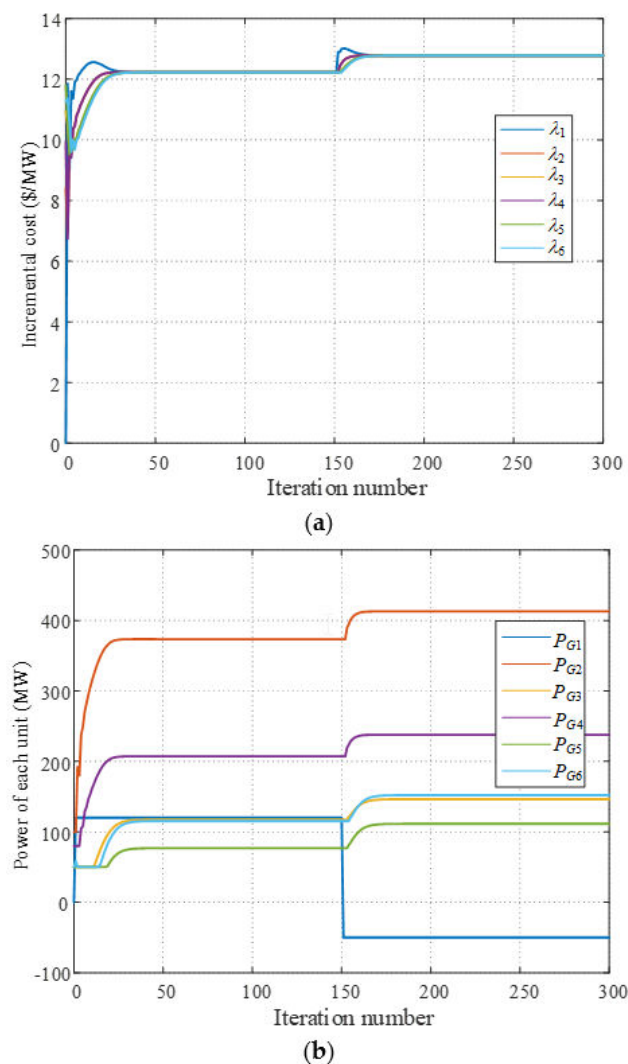 14
12
10
8
6
4
2
0
Incremental cost ($/MW)
λ1
λ2
λ3
λ4
λ5
λ6
0 50 100 150 200 250 300
Iteration number
(a)
500
400
300
200
100
0
-100
Power of each unit (MW)
PG1
PG2
PG3
PG4
PG5
PG6
0 50 100 150 200 250 300
Iteration number
(b)